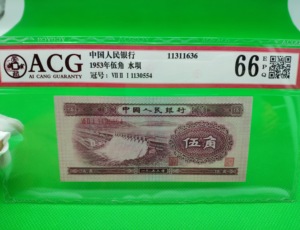 ACG
AI CANG GUARANTY
中国人民银行
11311636
1953年伍角 水坝
冠号: VII II I 1130554
66
EPQ
中国人民银行
伍角